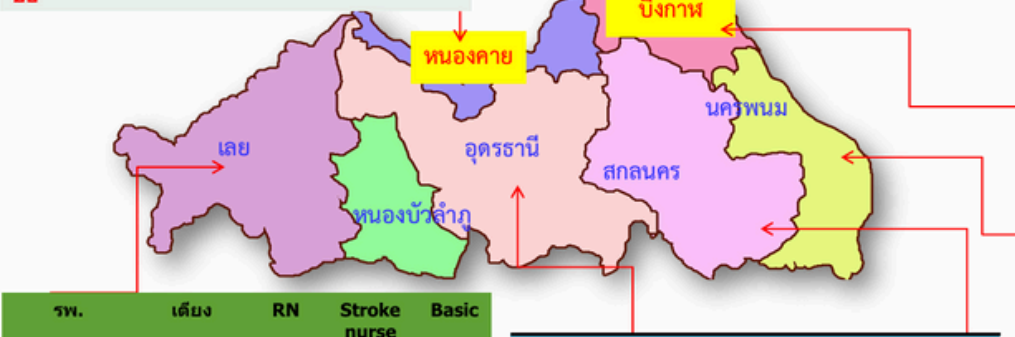 บึงกาฬ
หนองคาย
นครพนม
เลย
อุดรธานี
สกลนคร
หนองบัวลำภู
รพ. เตียง RN Stroke nurse Basic